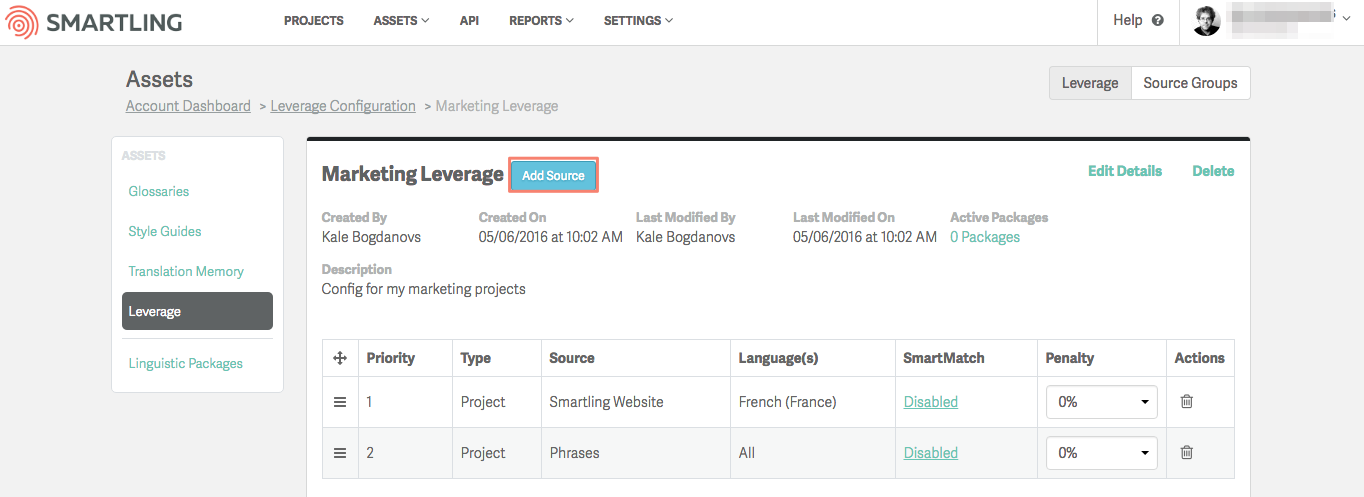 SMARTLING PROJECTS ASSETS API REPORTS SETTINGS Help ?
Assets
Leverage Source Groups
Account Dashboard > Leverage Configuration > Marketing Leverage
ASSETS
Glossaries
Style Guides
Translation Memory
Leverage
Linguistic Packages
Marketing Leverage Add Source Edit Details Delete
Created By Created On Last Modified By Last Modified On Active Packages
Kale Bogdanovs 05/06/2016 at 10:02 AM Kale Bogdanovs 05/06/2016 at 10:02 AM 0 Packages
Description
Config for my marketing projects
Priority Type Source Language(s) SmartMatch Penalty Actions
1 Project Smartling Website French (France) Disabled 0%
2 Project Phrases All Disabled 0%